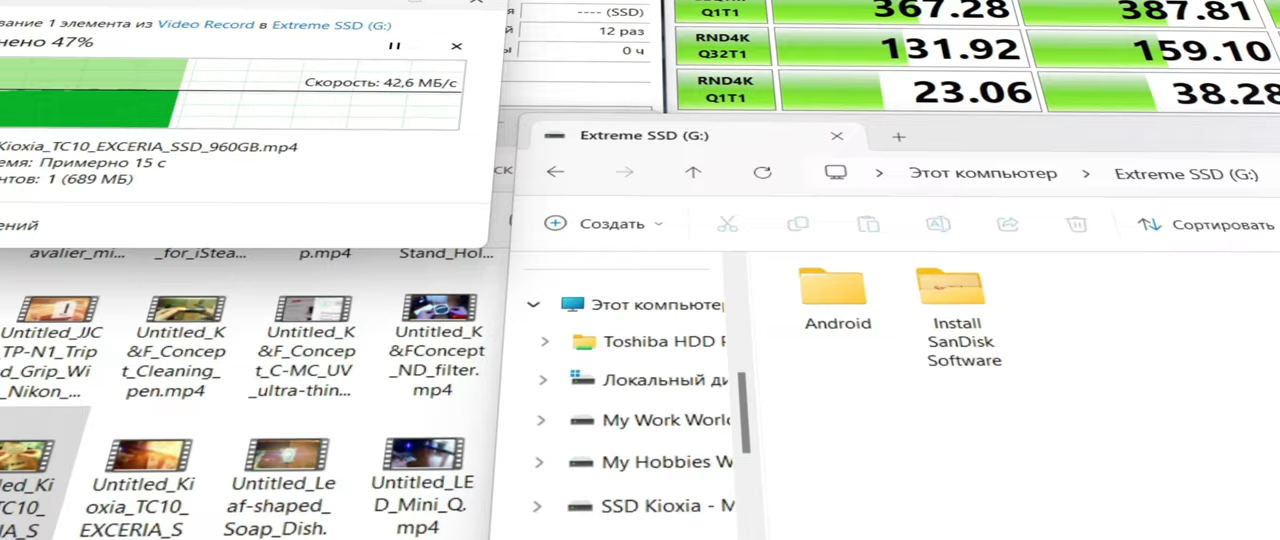 вание 1 элемента из Video Record в Extreme SSD (G:)
нено 47%
Скорость: 42,6 МБ/с
Kioxia_TC10_EXCERIA_SSD_960GB.mp4
емя: Примерно 15 с
нтов: 1 (689 МБ)
ений
---- (SSD)
12 раз
0 ч
Q1T1
367.28
387.81
RND4K
Q32T1
131.92
159.10
RND4K
Q1T1
23.06
38.28
Extreme SSD (G:)
Этот компьютер
Extreme SSD (G:)
Создать
Сортировать
avalier_mi...
_for_iStea...
p.mp4
Stand_Hol...
Untitled_JJC
_TP-N1_Trip
d_Grip_Wi
_Nikon_...
Untitled_K
&F_Concep
t_Cleaning_
pen.mp4
Untitled_K
&F_Concep
t_C-MC_UV
_ultra-thin...
Untitled_K
&FConcept
_ND_filter.
mp4
led_Ki
TC10_
IA_S
Untitled_Ki
oxia_TC10_
EXCERIA_S
Untitled_Le
af-shaped_
Soap_Dish.
Untitled_LE
D_Mini_Q.
mp4
Этот компьютер
Toshiba HDD
Локальный ди
My Work Worl
My Hobbies W
SSD Kioxia - M
Android
Install
SanDisk
Software